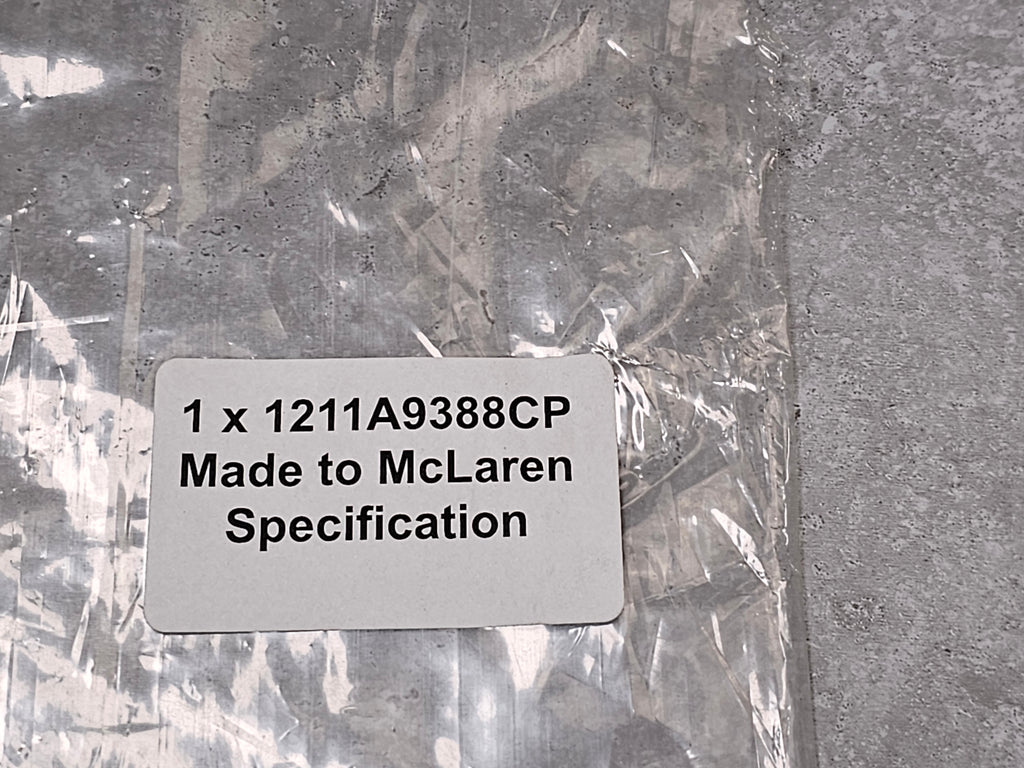 1 x 1211A9388CP
Made to McLaren
Specification